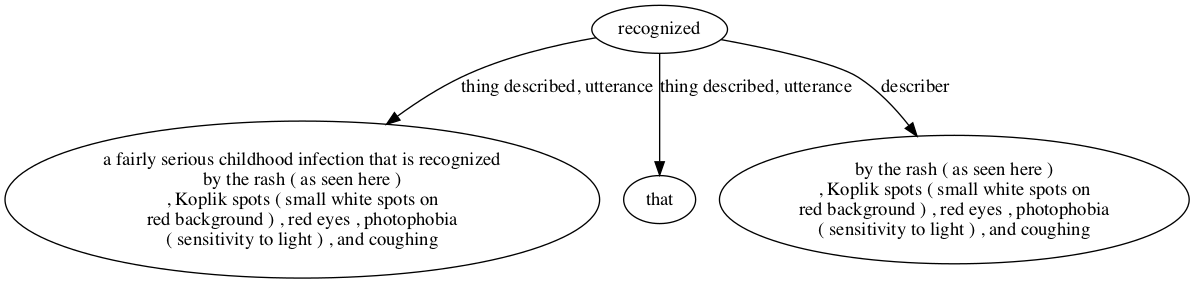 recognized
thing described, utterance
thing described, utterance
describer
a fairly serious childhood infection that is recognized
by the rash ( as seen here )
, Koplik spots ( small white spots on
red background ) , red eyes , photophobia
( sensitivity to light ) , and coughing
that
by the rash ( as seen here )
, Koplik spots ( small white spots on
red background ) , red eyes , photophobia
( sensitivity to light ) , and coughing